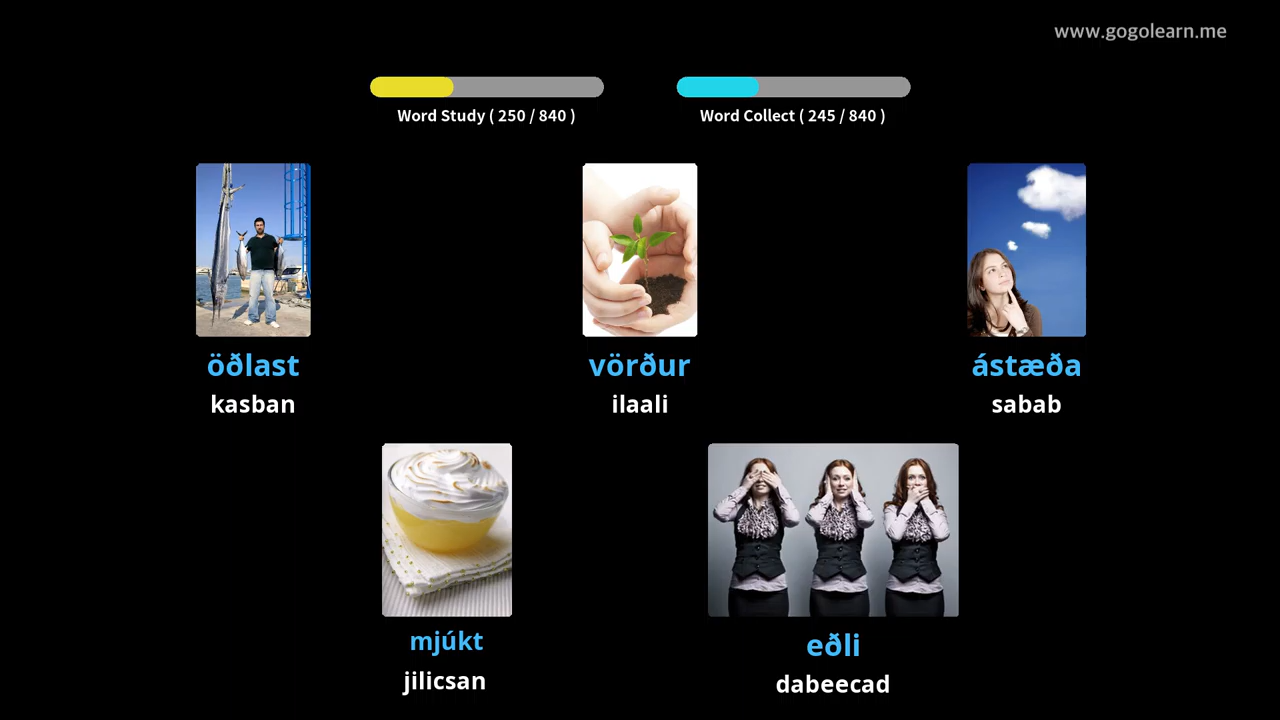 www.gogolearn.me
Word Study ( 250 / 840 )
Word Collect ( 245 / 840 )
öðlast
kasban
vörður
ilaali
ástæða
sabab
mjúkt
jilicsan
eðli
dabeecad